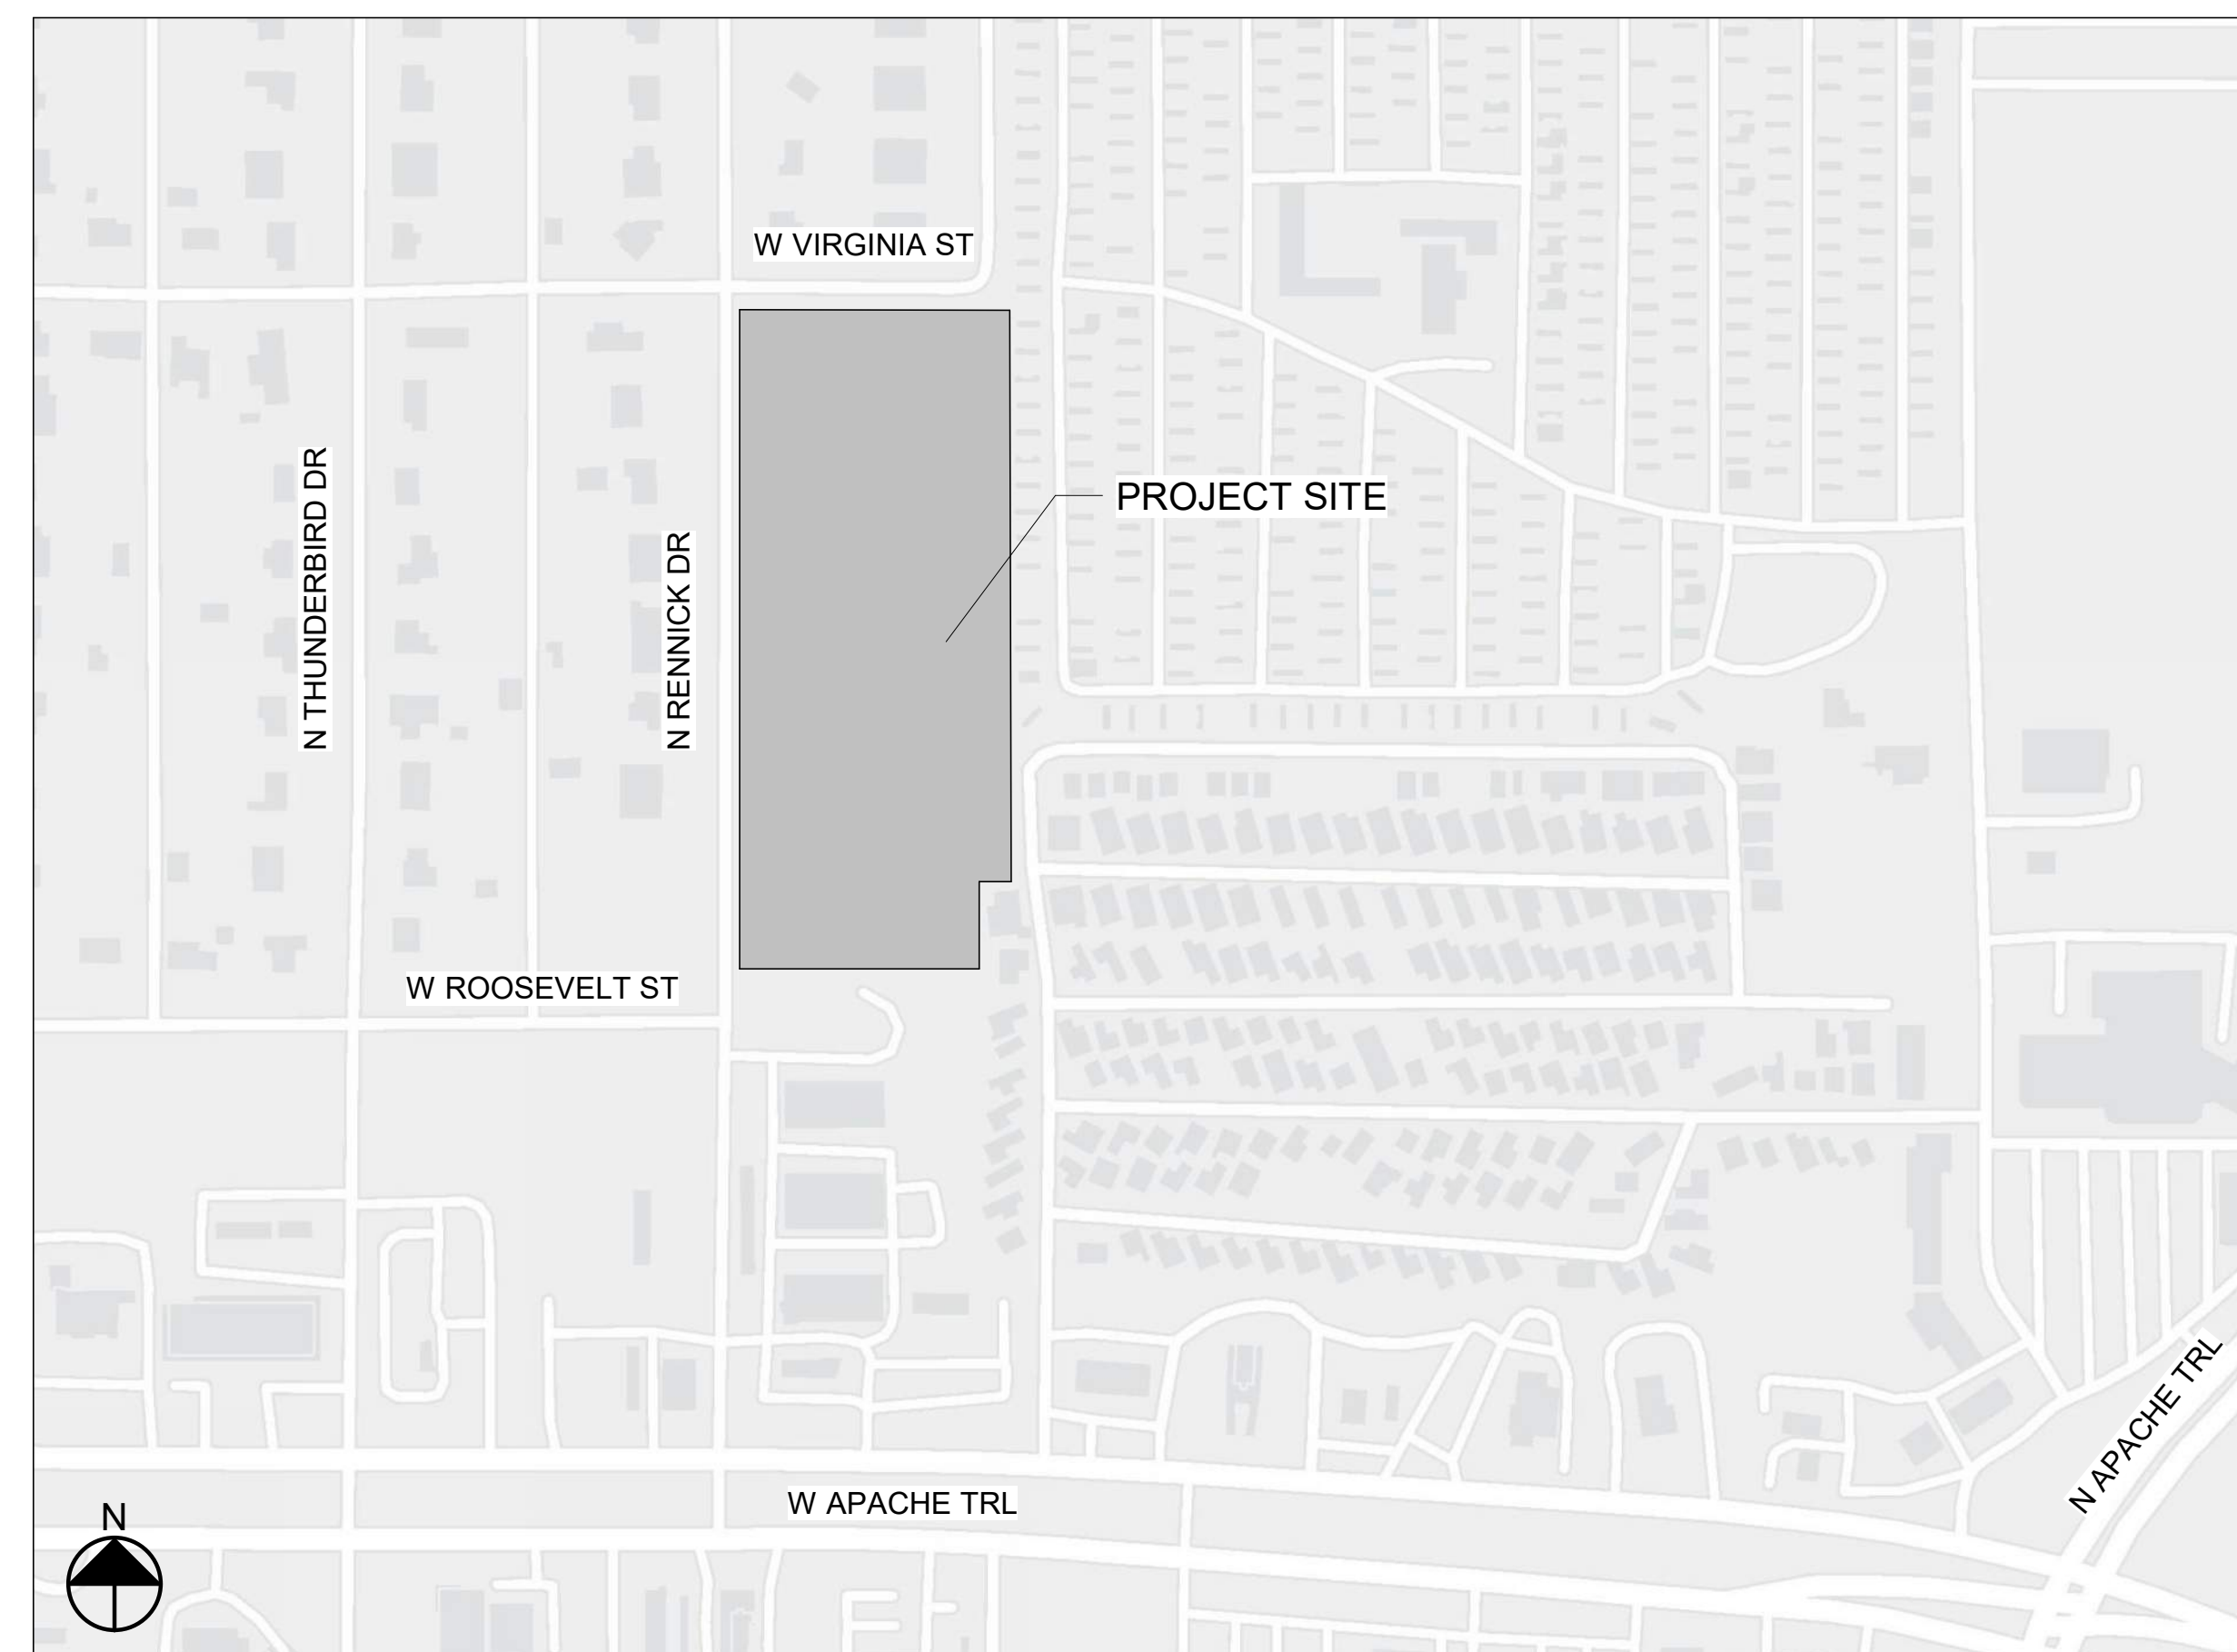 W VIRGINIA ST
PROJECT SITE
N THUNDERBIRD DR
N RENNICK DR
W ROOSEVELT ST
N APACHE TRL
W APACHE TRL
N